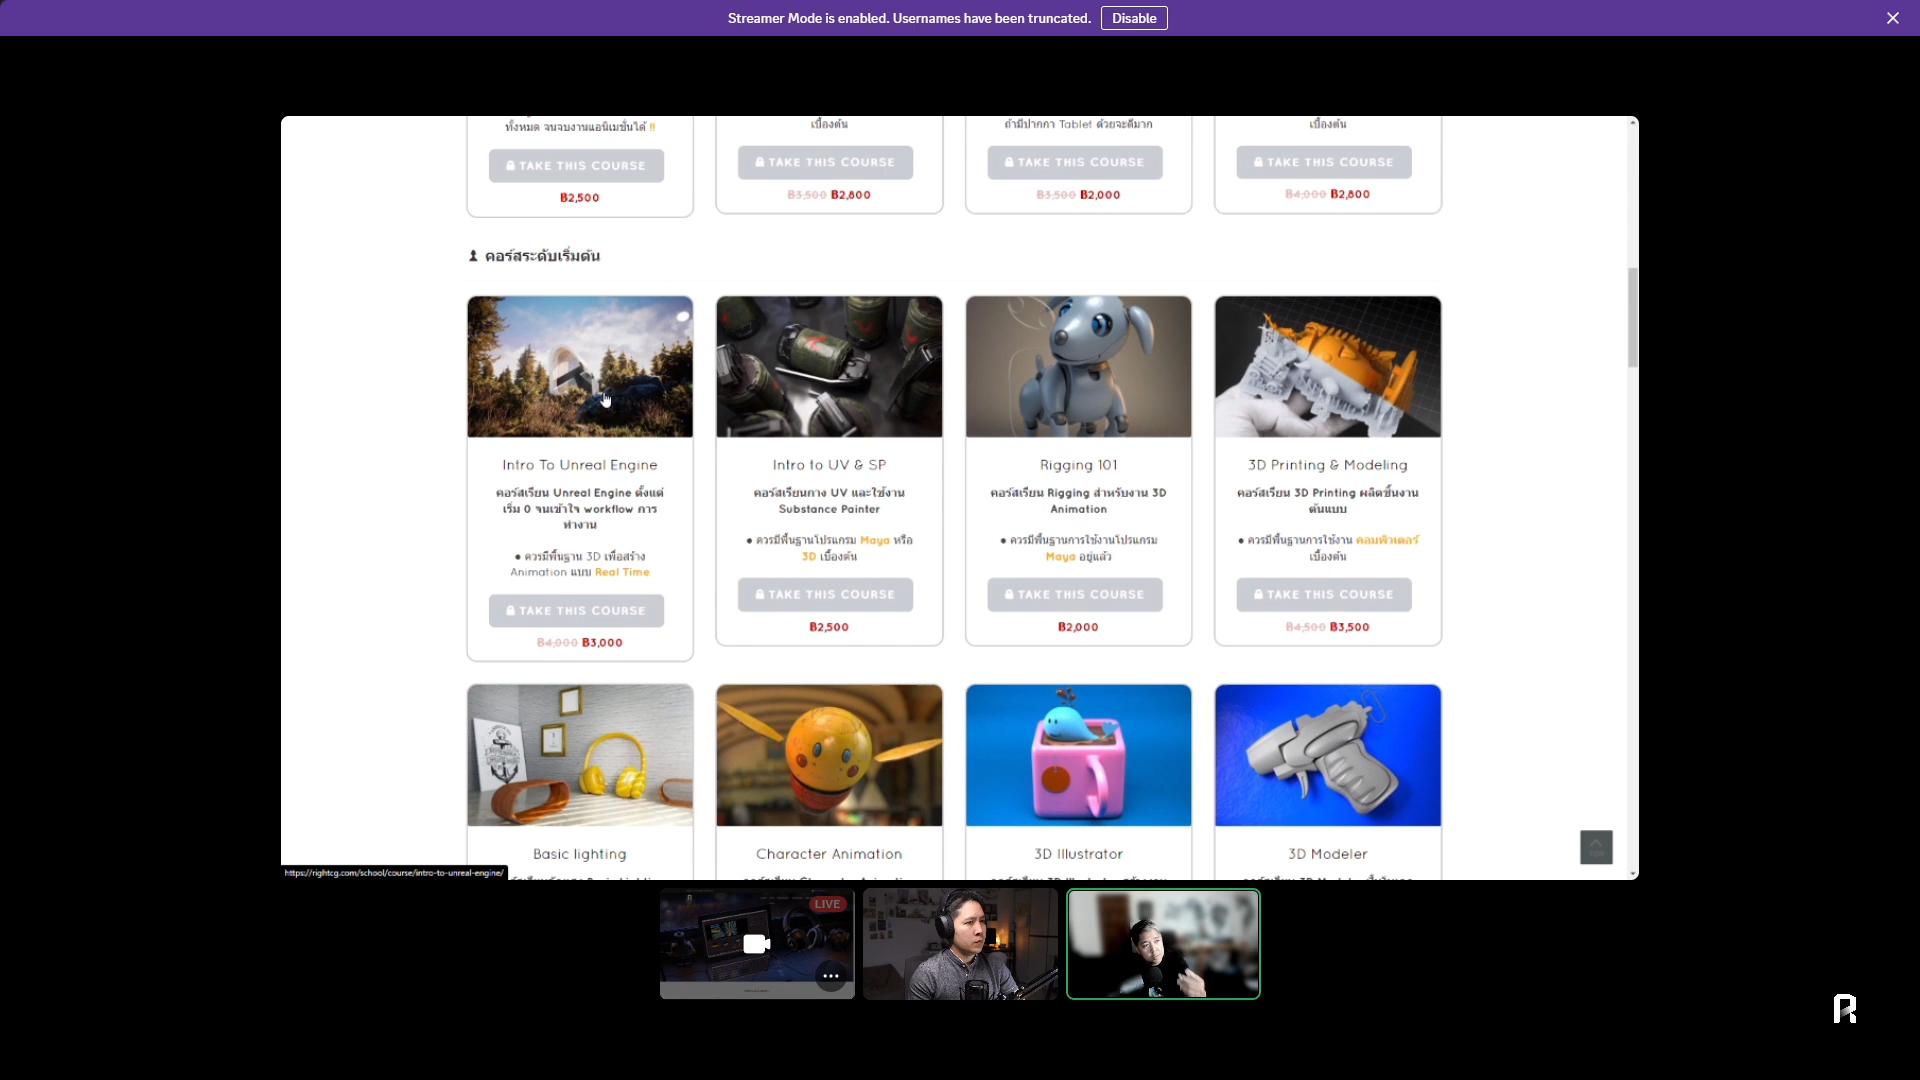 Streamer Mode is enabled. Usernames have been truncated. Disable
ทั้งหมด จนจบงานแอนิเมชั่นได้ !!
TAKE THIS COURSE
฿2,500
เบื้องต้น
TAKE THIS COURSE
฿3,500 ฿2,800
ถ้ามีปากกา Tablet ด้วยจะดีมาก
TAKE THIS COURSE
฿3,500 ฿2,000
เบื้องต้น
TAKE THIS COURSE
฿4,000 ฿2,800
คอร์สระดับเริ่มต้น
Intro To Unreal Engine
คอร์สเรียน Unreal Engine ตั้งแต่
เริ่ม 0 จนเข้าใจ workflow การ
ทำงาน
● ควรมีพื้นฐาน 3D เพื่อสร้าง
Animation แบบ Real Time
TAKE THIS COURSE
฿4,000 ฿3,000
Intro to UV & SP
คอร์สเรียนกาง UV และใช้งาน
Substance Painter
● ควรมีพื้นฐานโปรแกรม Maya หรือ
3D เบื้องต้น
TAKE THIS COURSE
฿2,500
Rigging 101
คอร์สเรียน Rigging สำหรับงาน 3D
Animation
● ควรมีพื้นฐานการใช้งานโปรแกรม
Maya อยู่แล้ว
TAKE THIS COURSE
฿2,000
3D Printing & Modeling
คอร์สเรียน 3D Printing ผลิตชิ้นงาน
ต้นแบบ
● ควรมีพื้นฐานการใช้งาน คอมพิวเตอร์
เบื้องต้น
TAKE THIS COURSE
฿4,500 ฿3,500
Basic lighting
Character Animation
3D Illustrator
3D Modeler
TOP
https://rightcg.com/school/course/intro-to-unreal-engine/
LIVE